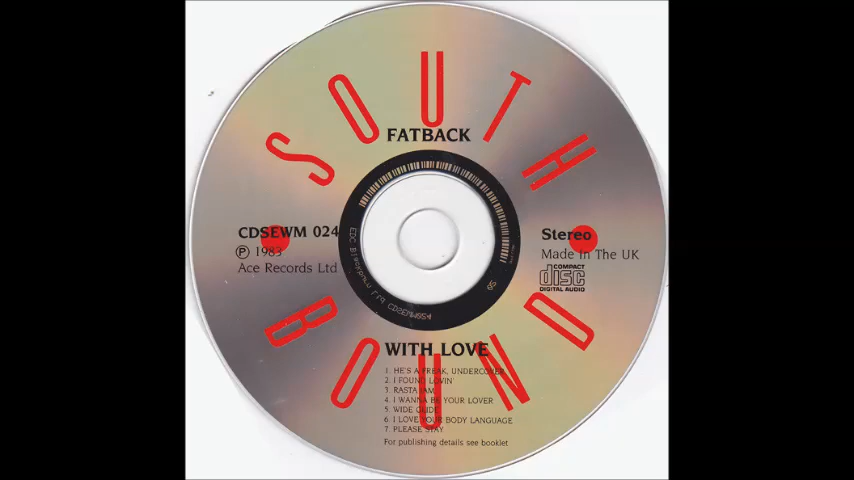 SOUTH
FATBACK
CDSEWM 024
Ⓟ 1983
Ace Records Ltd
Stereo
Made In The UK
COMPACT
disc
DIGITAL AUDIO
BOUND
WITH LOVE
1. HE'S A FREAK, UNDERCOVER
2. I FOUND LOVIN'
3. RASTAJAM
4. I WANNA BE YOUR LOVER
5. WIDE GLIDE
6. I LOVE YOUR BODY LANGUAGE
7. PLEASE STAY
For publishing details see booklet